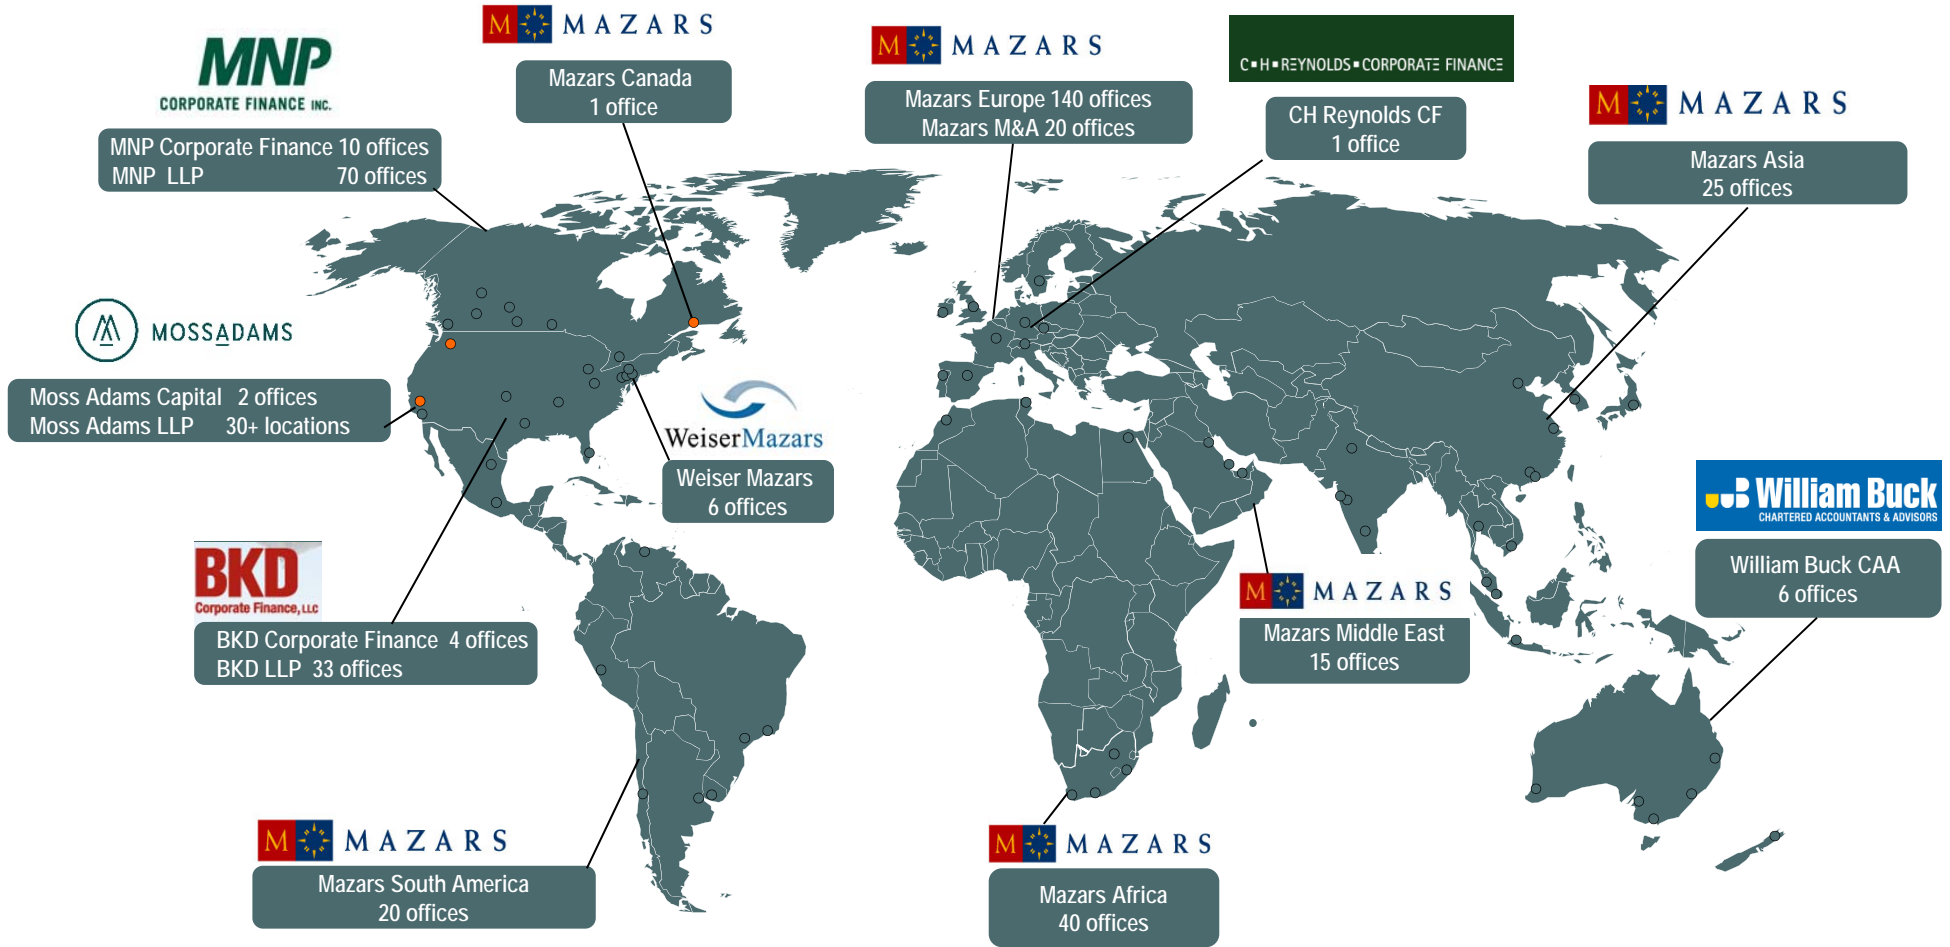 MNP
CORPORATE FINANCE INC.
MNP Corporate Finance 10 offices
MNP LLP 70 offices
M MAZARS
Mazars Canada
1 office
M MAZARS
Mazars Europe 140 offices
Mazars M&A 20 offices
C■H■REYNOLDS■CORPORATE FINANCE
CH Reynolds CF
1 office
M MAZARS
Mazars Asia
25 offices
MOSSADAMS
Moss Adams Capital 2 offices
Moss Adams LLP 30+ locations
WeiserMazars
Weiser Mazars
6 offices
William Buck
CHARTERED ACCOUNTANTS & ADVISORS
William Buck CAA
6 offices
BKD
Corporate Finance, LLC
BKD Corporate Finance 4 offices
BKD LLP 33 offices
M MAZARS
Mazars Middle East
15 offices
M MAZARS
Mazars South America
20 offices
M MAZARS
Mazars Africa
40 offices